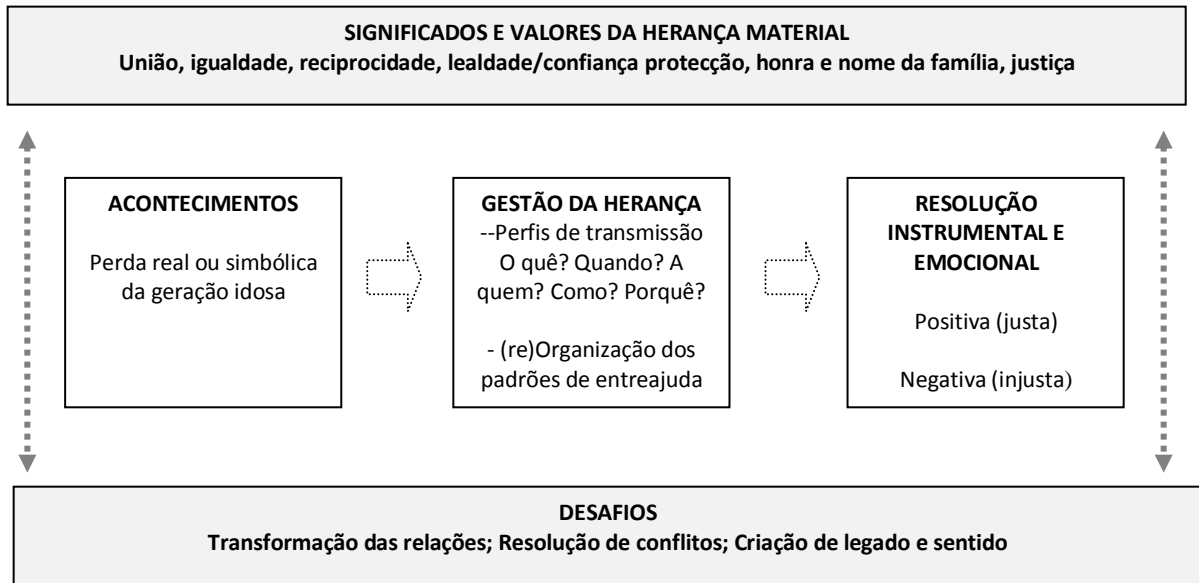 SIGNIFICADOS E VALORES DA HERANÇA MATERIAL
União, igualdade, reciprocidade, lealdade/confiança protecção, honra e nome da família, justiça
ACONTECIMENTOS
Perda real ou simbólica
da geração idosa
GESTÃO DA HERANÇA
--Perfis de transmissão
O quê? Quando? A
quem? Como? Porquê?
- (re)Organização dos
padrões de entreajuda
RESOLUÇÃO
INSTRUMENTAL E
EMOCIONAL
Positiva (justa)
Negativa (injusta)
DESAFIOS
Transformação das relações; Resolução de conflitos; Criação de legado e sentido